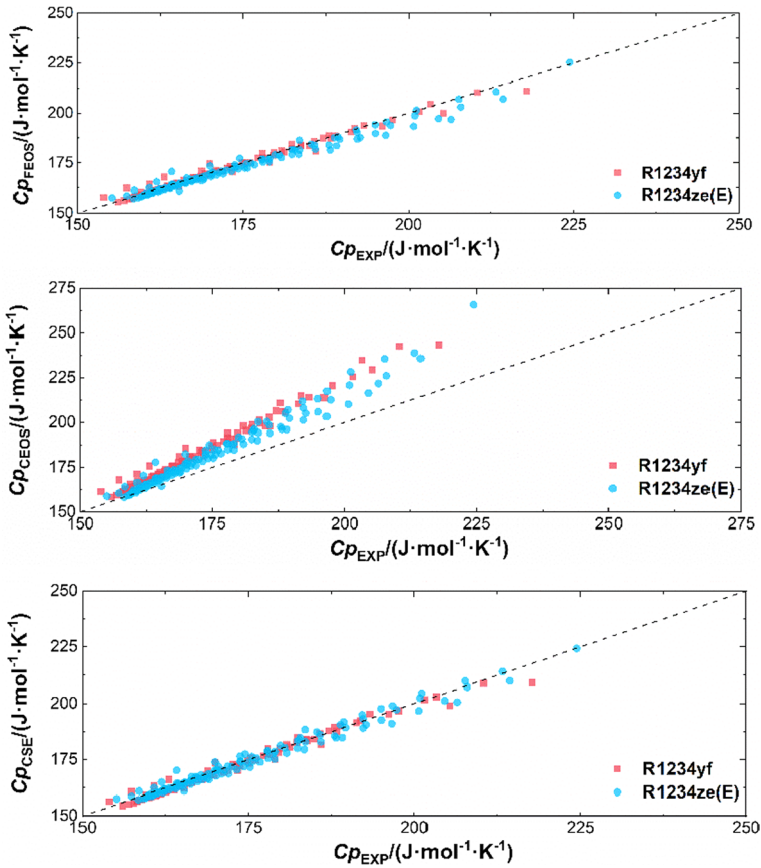 250
225
200
175
150
Cp_FEOS/(J·mol⁻¹·K⁻¹)
R1234yf
R1234ze(E)
150 175 200 225 250
Cp_EXP/(J·mol⁻¹·K⁻¹)
275
250
225
200
175
150
Cp_CEOS/(J·mol⁻¹·K⁻¹)
R1234yf
R1234ze(E)
150 175 200 225 250 275
Cp_EXP/(J·mol⁻¹·K⁻¹)
250
225
200
175
150
Cp_CSE/(J·mol⁻¹·K⁻¹)
R1234yf
R1234ze(E)
150 175 200 225 250
Cp_EXP/(J·mol⁻¹·K⁻¹)